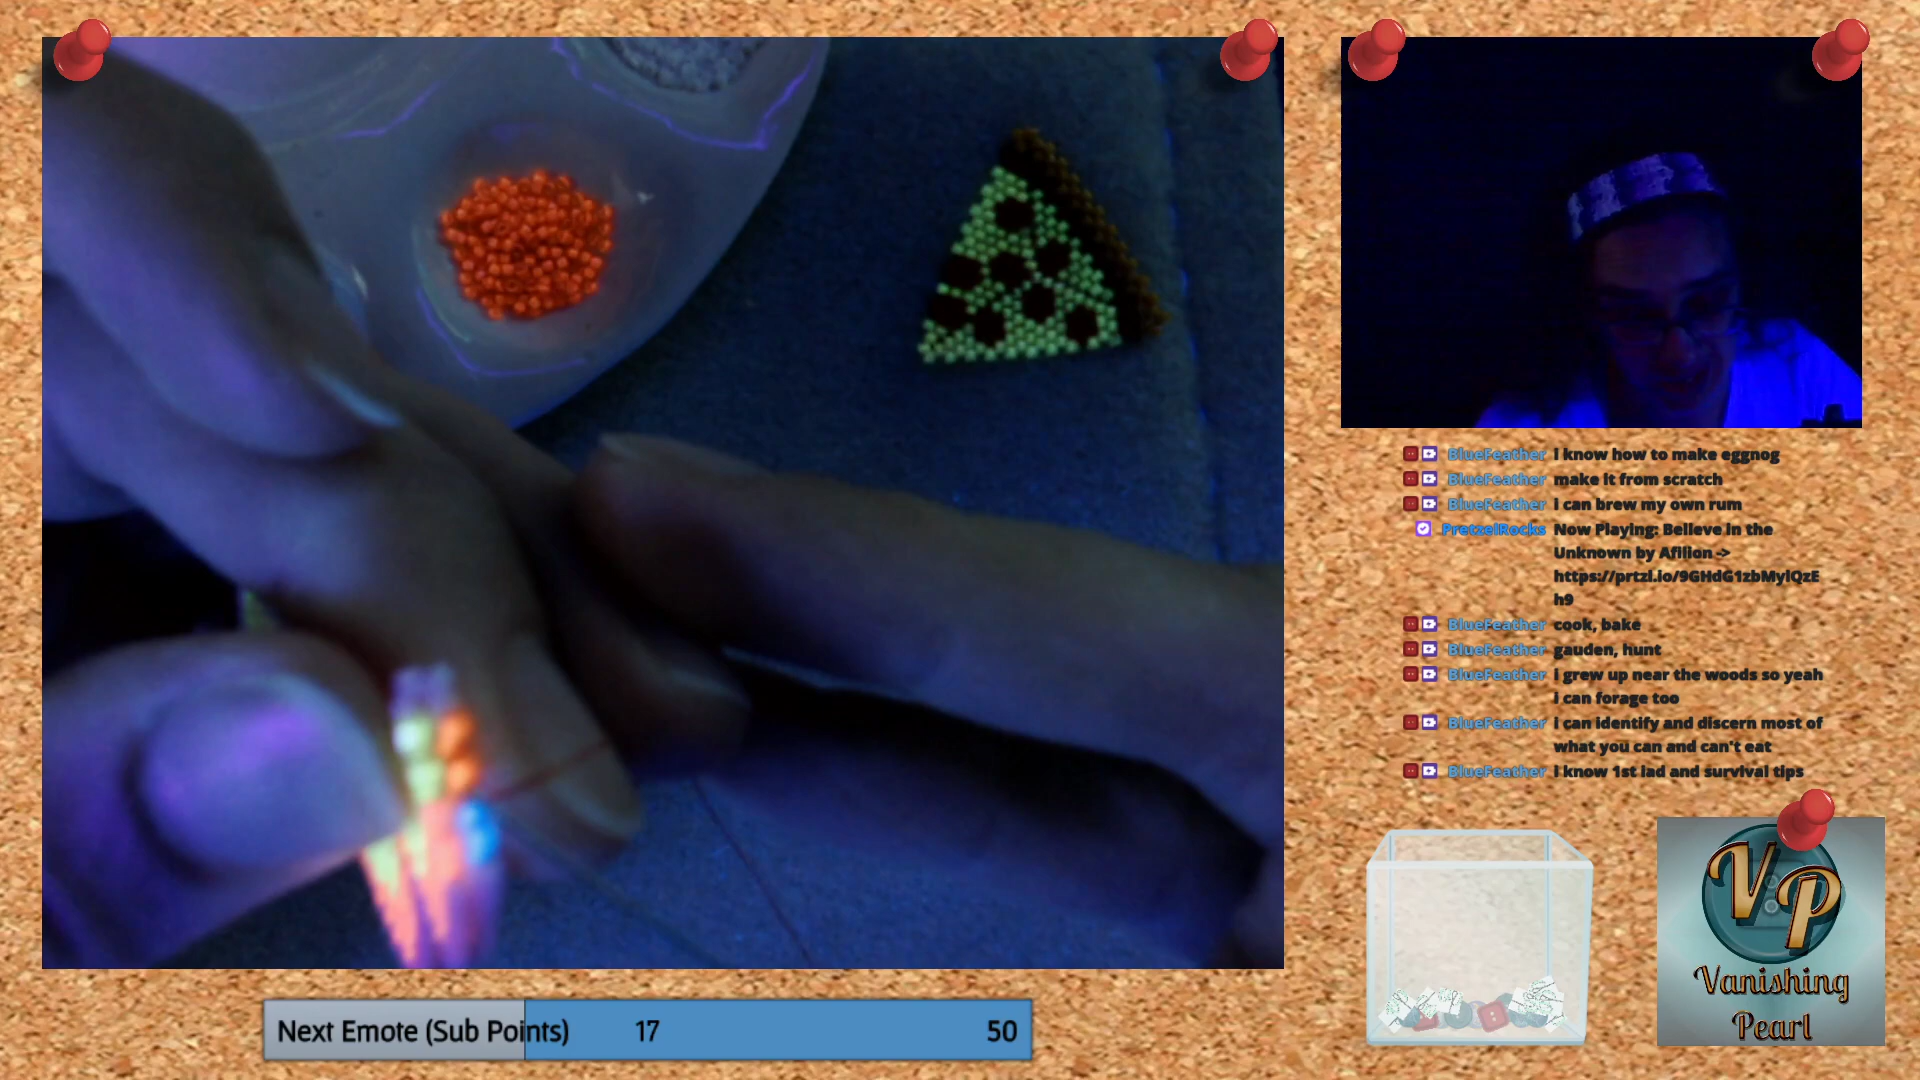 BlueFeather i know how to make eggnog
BlueFeather make it from scratch
BlueFeather i can brew my own rum
PretzelRocks Now Playing: Believe in the
Unknown by Afilion ->
https://prtzl.io/9GHdG1zbMyiQzE
h9
BlueFeather cook, bake
BlueFeather gauden, hunt
BlueFeather i grew up near the woods so yeah
i can forage too
BlueFeather i can identify and discern most of
what you can and can't eat
BlueFeather i know 1st iad and survival tips
VP
Vanishing
Pearl
Next Emote (Sub Points) 17 50